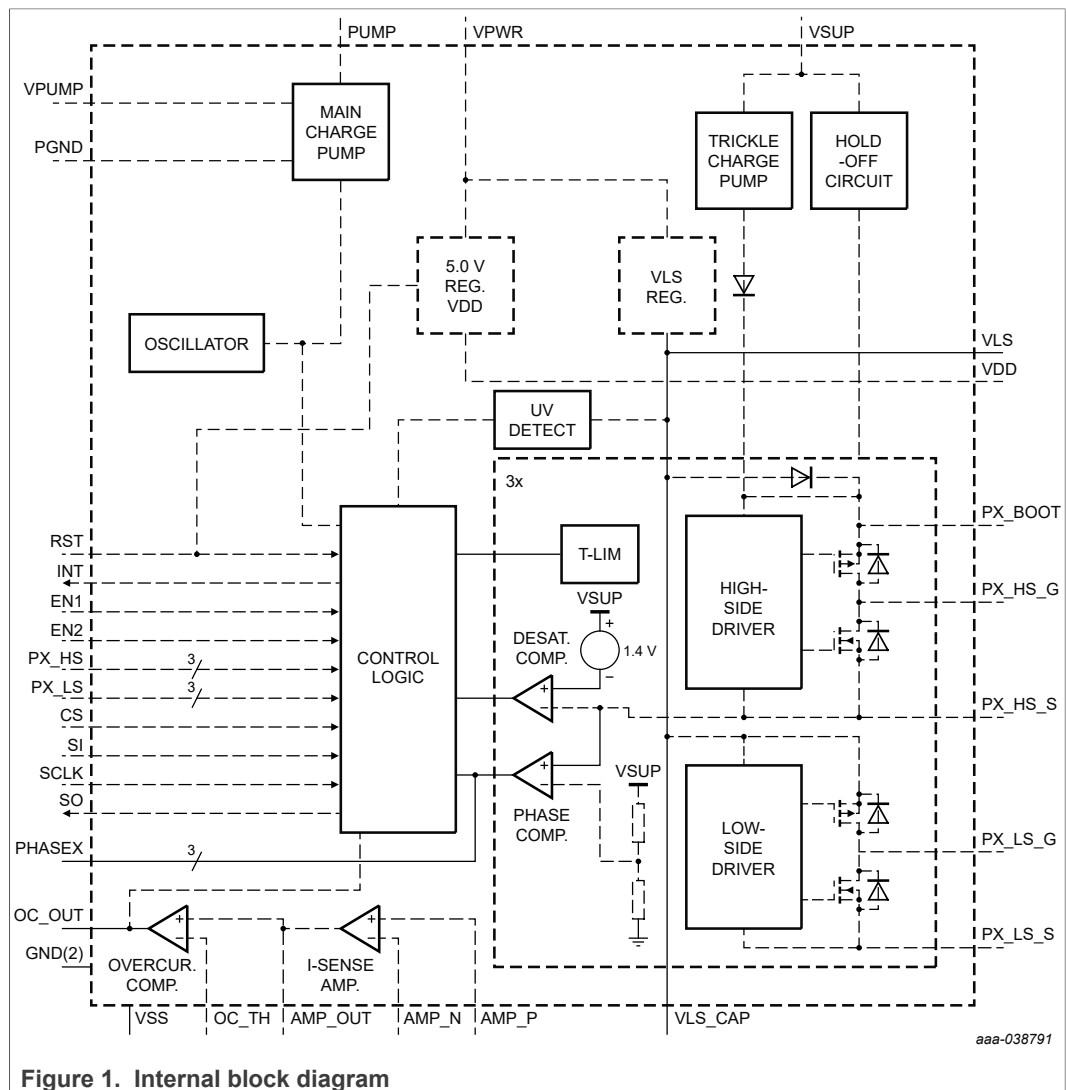 PUMP
VPWR
VSUP
VPUMP
PGND
MAIN
CHARGE
PUMP
TRICKLE
CHARGE
PUMP
HOLD
-OFF
CIRCUIT
5.0 V
REG.
VDD
VLS
REG.
OSCILLATOR
VLS
VDD
UV
DETECT
3x
RST
INT
EN1
EN2
PX_HS
3
PX_LS
3
CS
SI
SCLK
SO
PHASEX
3
CONTROL
LOGIC
T-LIM
VSUP
+
1.4 V
–
DESAT.
COMP.
+
–
+
–
PHASE
COMP.
VSUP
HIGH-
SIDE
DRIVER
LOW-
SIDE
DRIVER
PX_BOOT
PX_HS_G
PX_HS_S
PX_LS_G
PX_LS_S
OC_OUT
GND(2)
+
–
OVERCUR.
COMP.
+
–
I-SENSE
AMP.
VSS
OC_TH
AMP_OUT
AMP_N
AMP_P
VLS_CAP
aaa-038791
Figure 1. Internal block diagram